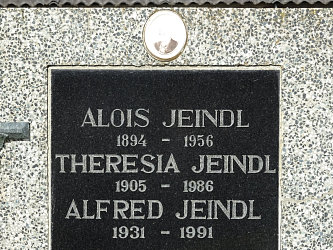 ALOIS JEINDL
1894 - 1956
THERESIA JEINDL
1905 - 1986
ALFRED JEINDL
1931 - 1991